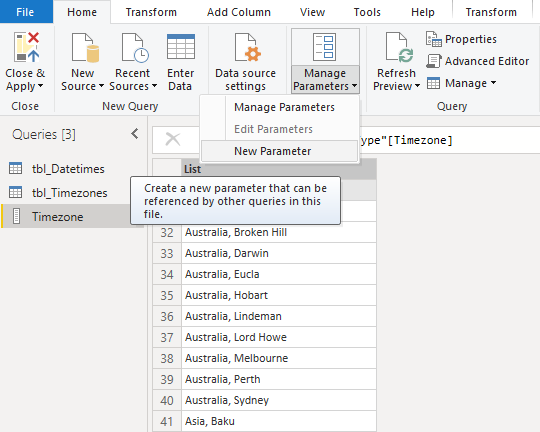 File Home Transform Add Column View Tools Help Transform
Close & Apply
New Source
Recent Sources
Enter Data
Data source settings
Manage Parameters
Refresh Preview
Properties
Advanced Editor
Manage
Close New Query Query
Manage Parameters
Edit Parameters
New Parameter
Queries [3]
ype"[Timezone]
tbl_Datetimes
tbl_Timezones
Timezone
List
Create a new parameter that can be
referenced by other queries in this
file.
32 Australia, Broken Hill
33 Australia, Darwin
34 Australia, Eucla
35 Australia, Hobart
36 Australia, Lindeman
37 Australia, Lord Howe
38 Australia, Melbourne
39 Australia, Perth
40 Australia, Sydney
41 Asia, Baku